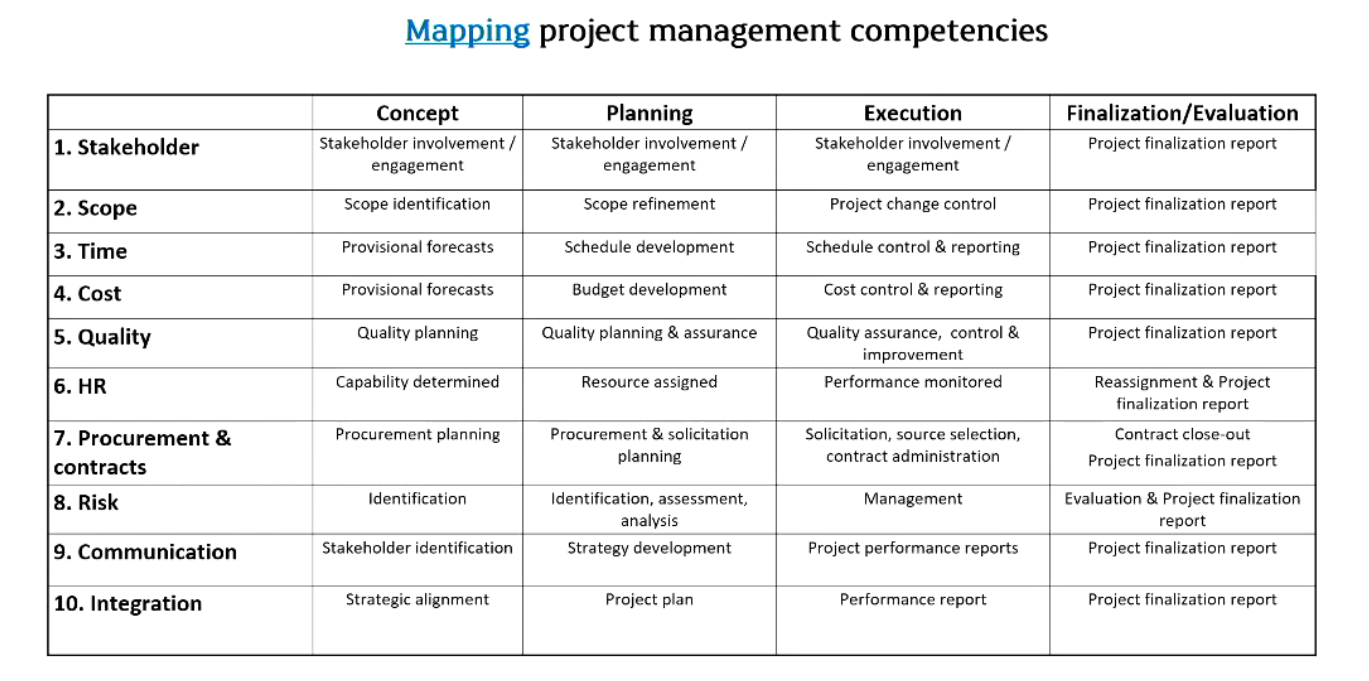 Mapping project management competencies
Concept Planning Execution Finalization/Evaluation
1. Stakeholder Stakeholder involvement / Stakeholder involvement / Stakeholder involvement / Project finalization report
engagement engagement engagement
2. Scope Scope identification Scope refinement Project change control Project finalization report
3. Time Provisional forecasts Schedule development Schedule control & reporting Project finalization report
4. Cost Provisional forecasts Budget development Cost control & reporting Project finalization report
5. Quality Quality planning Quality planning & assurance Quality assurance, control & Project finalization report
improvement
6. HR Capability determined Resource assigned Performance monitored Reassignment & Project
finalization report
7. Procurement & Procurement planning Procurement & solicitation Solicitation, source selection, Contract close-out
contracts planning contract administration Project finalization report
8. Risk Identification Identification, assessment, Management Evaluation & Project finalization
analysis report
9. Communication Stakeholder identification Strategy development Project performance reports Project finalization report
10. Integration Strategic alignment Project plan Performance report Project finalization report